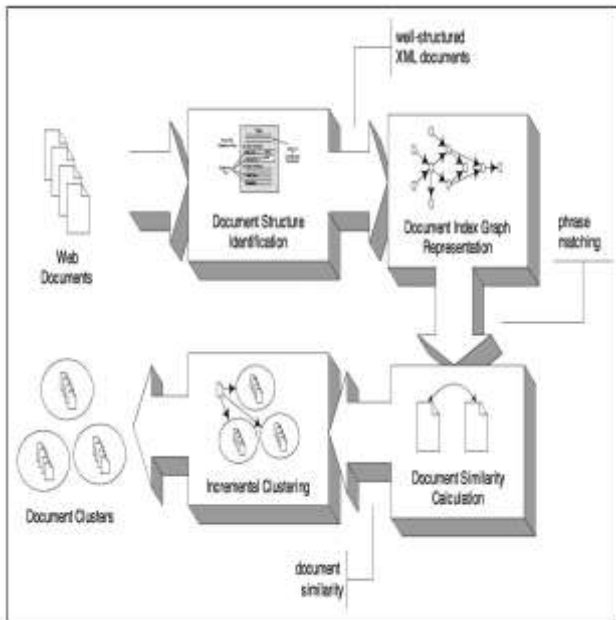 well-structured
XML documents
Web
Documents
Document Structure
Identification
Document Index Graph
Representation
phrase
matching
Document Similarity
Calculation
Incremental Clustering
Document Clusters
document
similarity